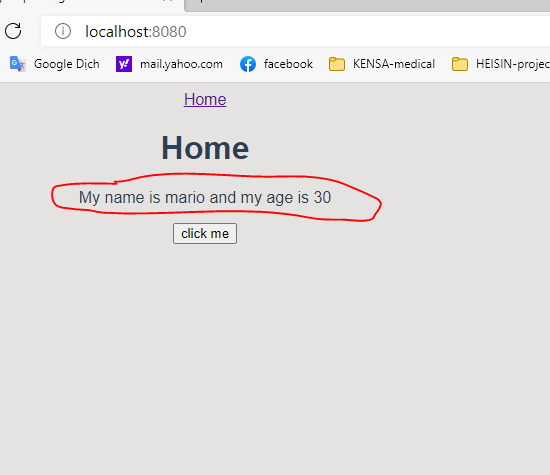 localhost:8080
Google Dịch mail.yahoo.com facebook KENSA-medical HEISIN-projec
Home
Home
My name is mario and my age is 30
click me